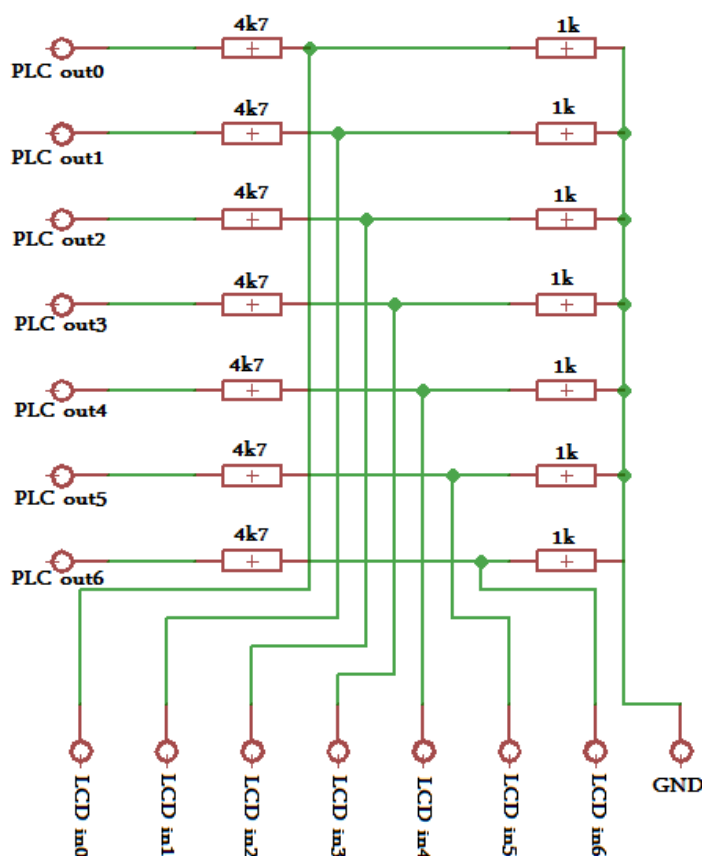 4k7 1k
PLC out0
4k7 1k
PLC out1
4k7 1k
PLC out2
4k7 1k
PLC out3
4k7 1k
PLC out4
4k7 1k
PLC out5
4k7 1k
PLC out6
LCD in0
LCD in1
LCD in2
LCD in3
LCD in4
LCD in5
LCD in6
GND